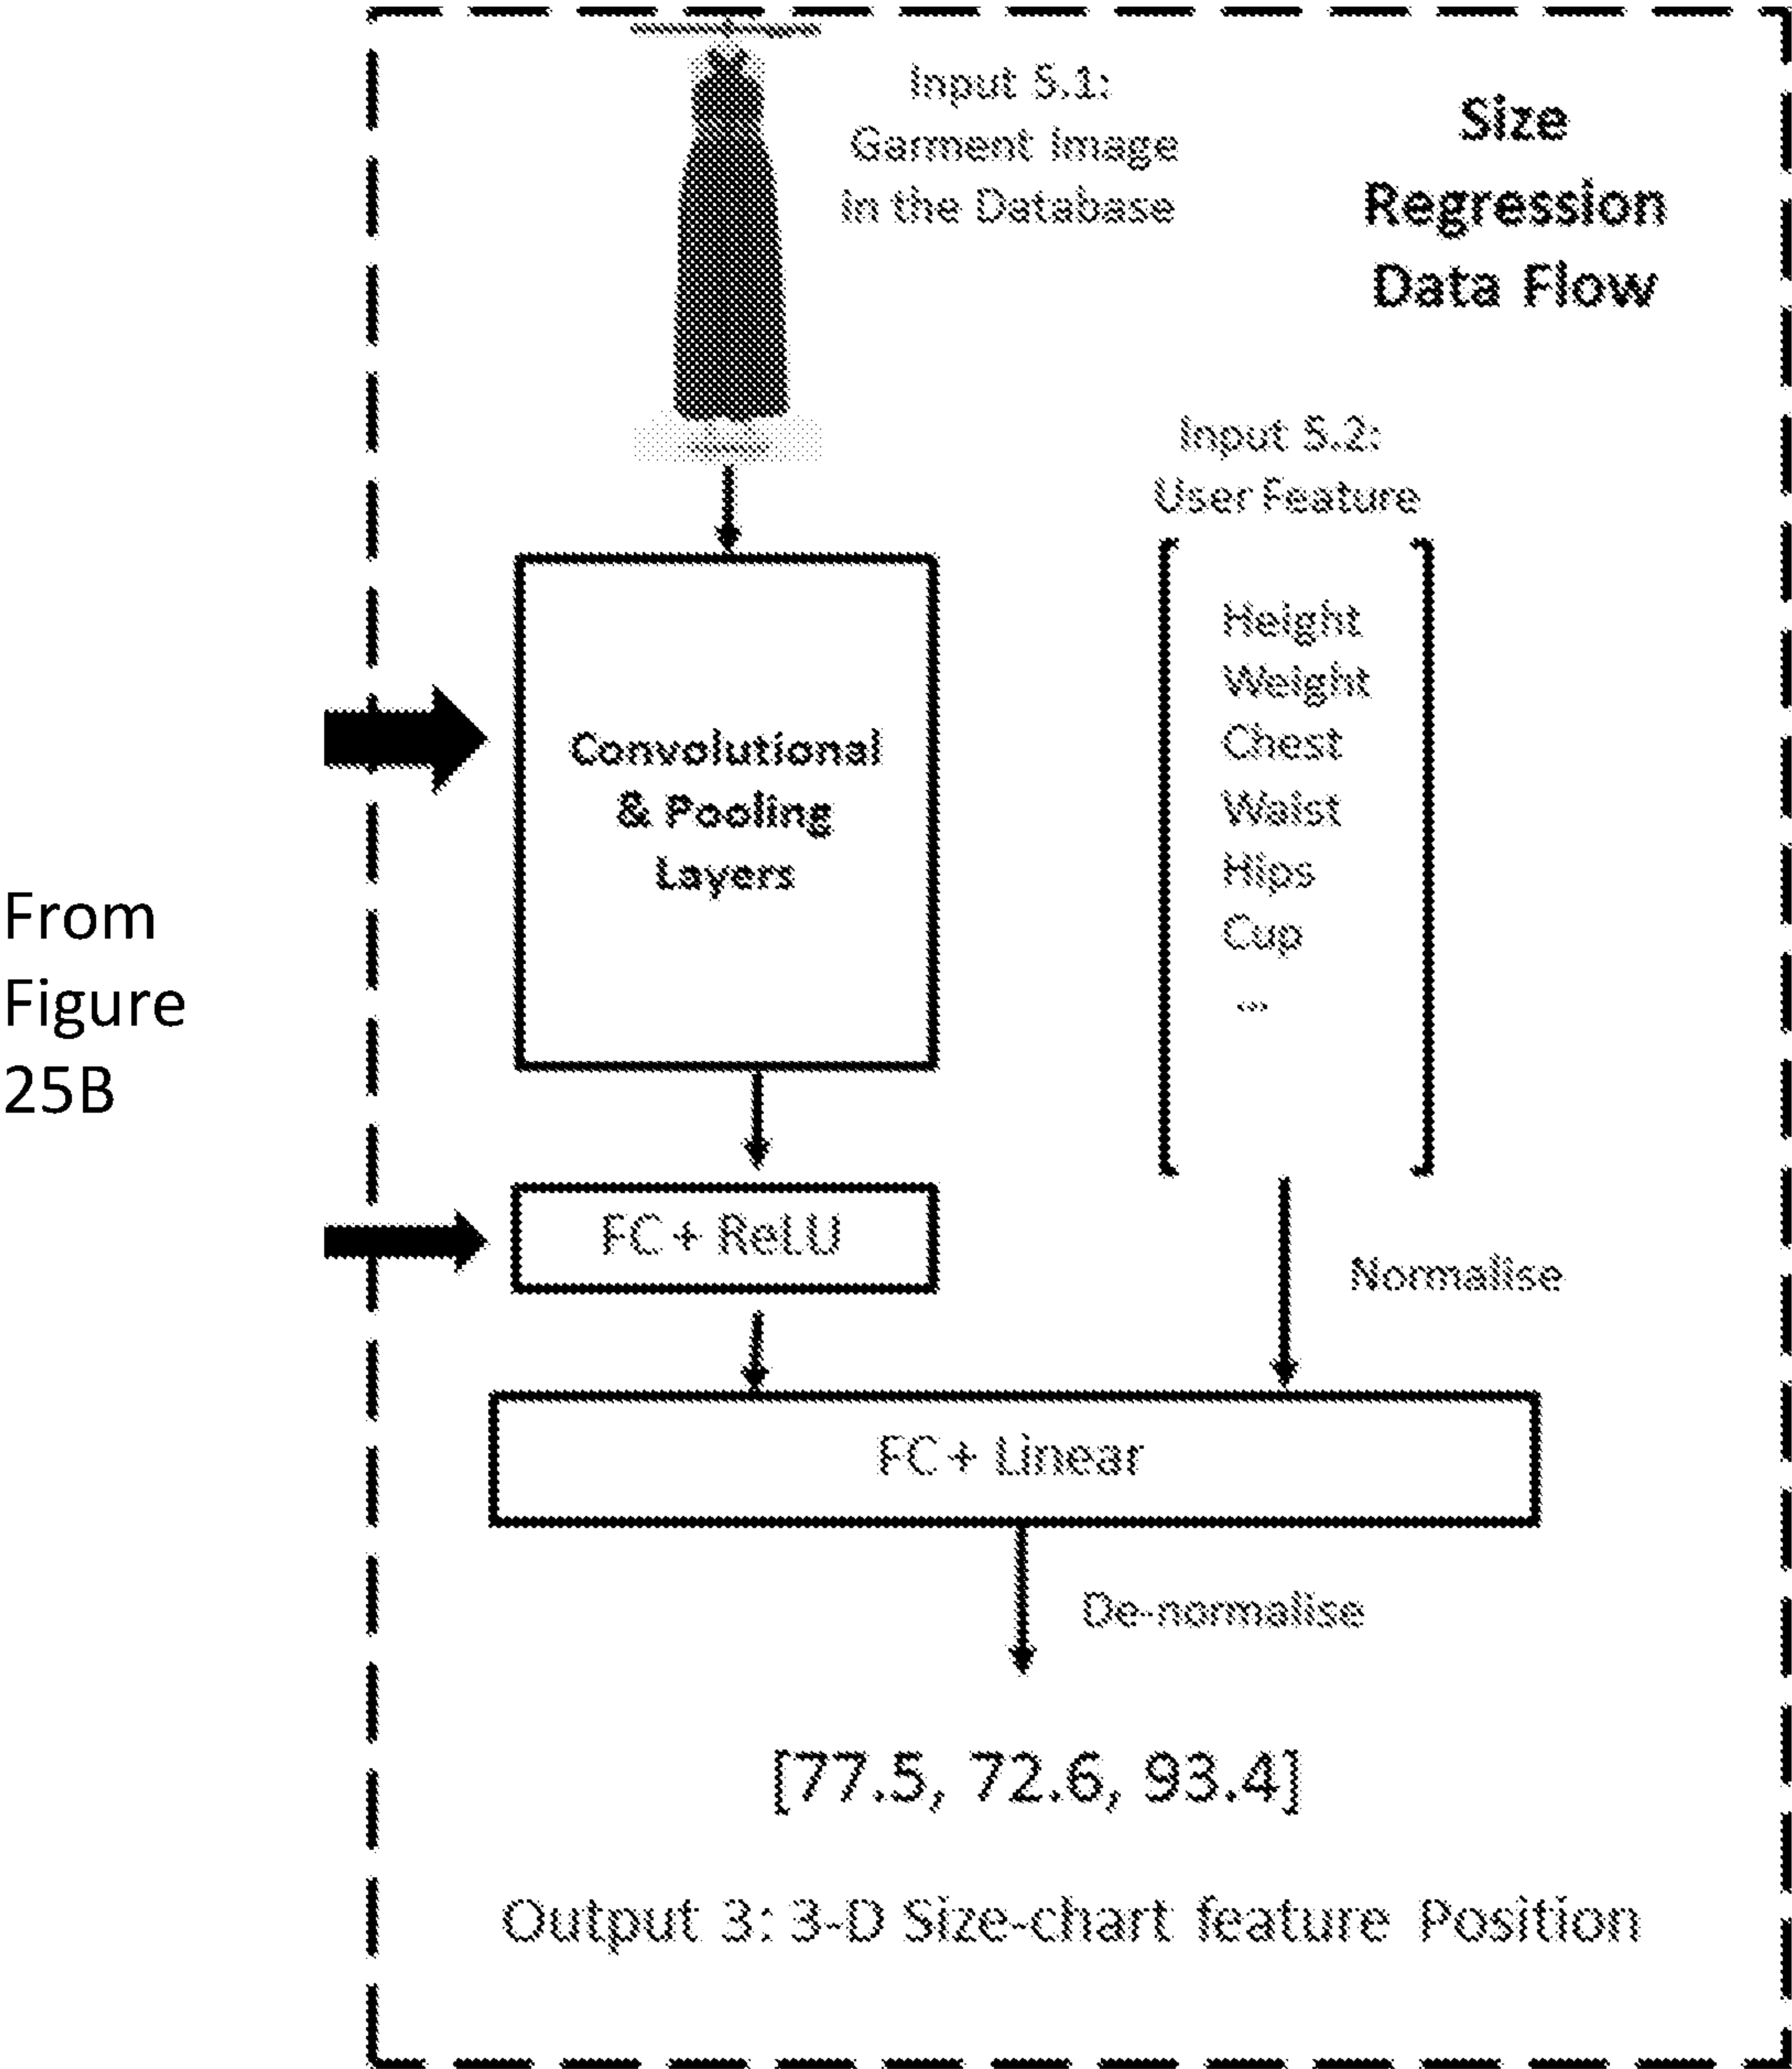 Input 5.1:
Garment image
in the Database
Size
Regression
Data Flow
Input 5.2:
User Feature
Height
Weight
Chest
Waist
Hips
Cup
...
Convolutional
& Pooling
Layers
From
Figure
25B
FC + ReLU
Normalise
FC + Linear
De-normalise
[77.5, 72.6, 93.4]
Output 3: 3-D Size-chart feature Position